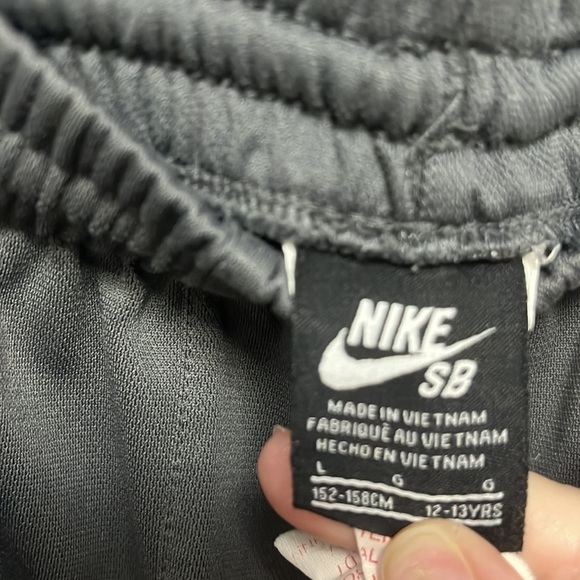 NIKE
SB
MADE IN VIETNAM
FABRIQUÉ AU VIETNAM
HECHO EN VIETNAM
L G G
152-158CM 12-13YRS